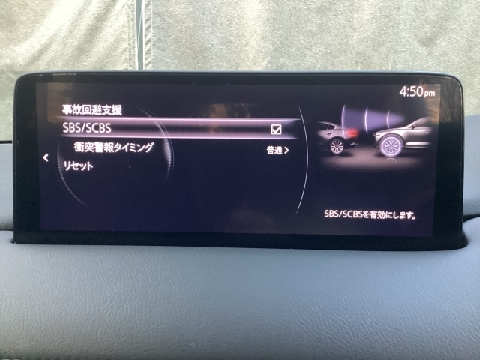 4:50pm
事故回避支援
SBS/SCBS
衝突警報タイミング
普通
リセット
SBS/SCBSを有効にします。